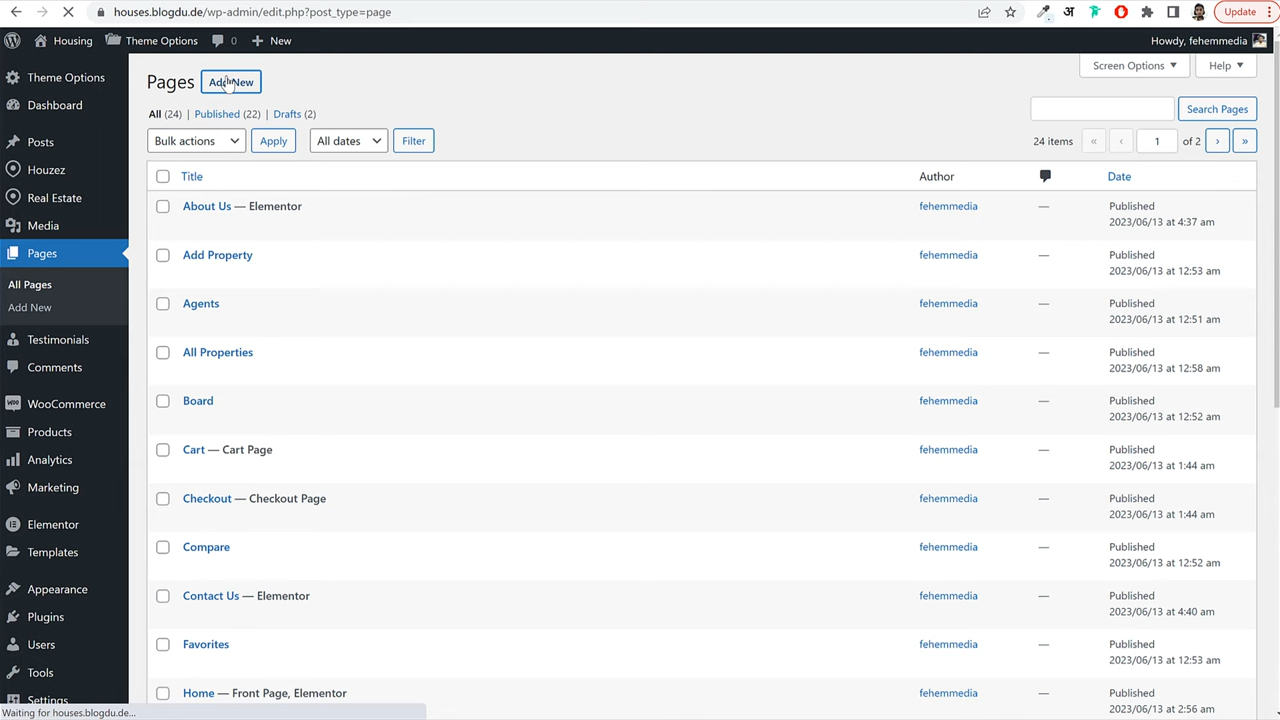 houses.blogdu.de/wp-admin/edit.php?post_type=page
अ
Update
Housing
Theme Options
0
New
Howdy, fehemmedia
Theme Options
Dashboard
Posts
Houzez
Real Estate
Media
Pages
All Pages
Add New
Testimonials
Comments
WooCommerce
Products
Analytics
Marketing
Elementor
Templates
Appearance
Plugins
Users
Tools
Settings
Pages
Add New
Screen Options ▼
Help ▼
All (24) | Published (22) | Drafts (2)
Search Pages
Bulk actions
Apply
All dates
Filter
24 items « ‹ 1 of 2 › »
Title Author Date
About Us — Elementor fehemmedia — Published
2023/06/13 at 4:37 am
Add Property fehemmedia — Published
2023/06/13 at 12:53 am
Agents fehemmedia — Published
2023/06/13 at 12:51 am
All Properties fehemmedia — Published
2023/06/13 at 12:58 am
Board fehemmedia — Published
2023/06/13 at 12:52 am
Cart — Cart Page fehemmedia — Published
2023/06/13 at 1:44 am
Checkout — Checkout Page fehemmedia — Published
2023/06/13 at 1:44 am
Compare fehemmedia — Published
2023/06/13 at 12:52 am
Contact Us — Elementor fehemmedia — Published
2023/06/13 at 4:40 am
Favorites fehemmedia — Published
2023/06/13 at 12:53 am
Home — Front Page, Elementor fehemmedia — Published
2023/06/13 at 2:56 am
Waiting for houses.blogdu.de...